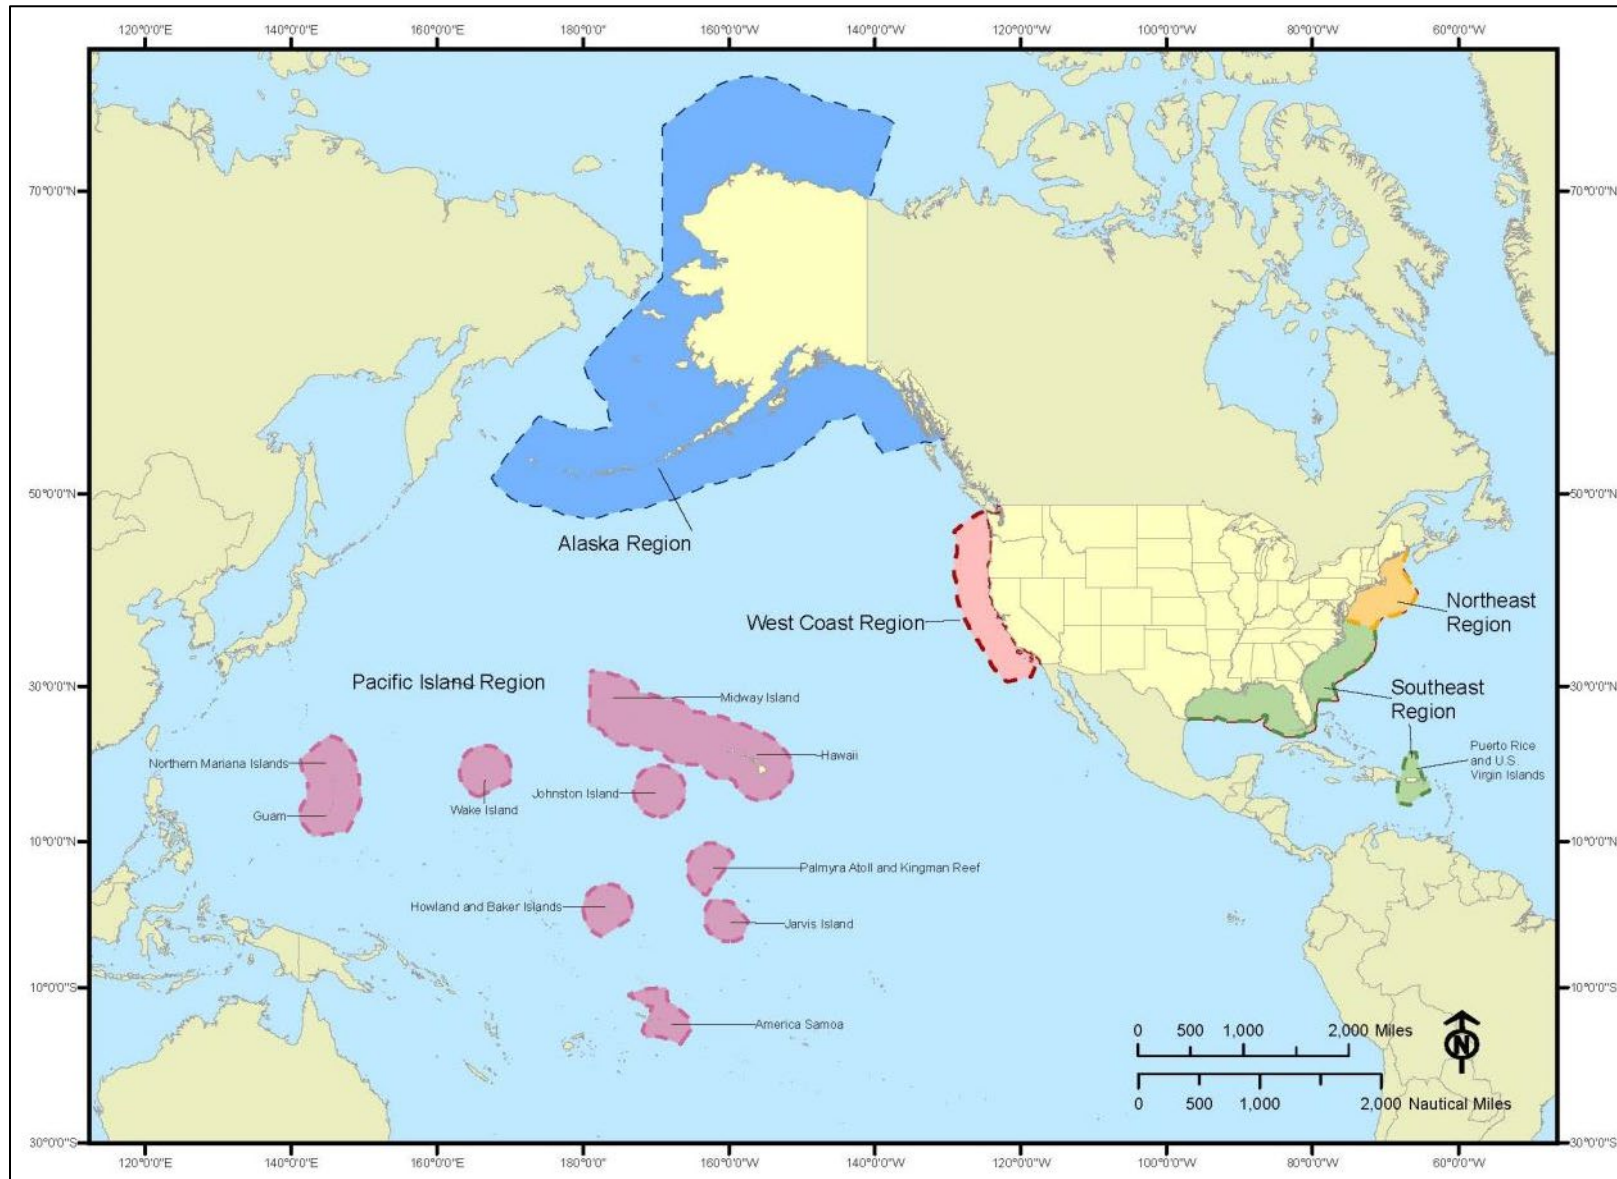 120°0'0"E 140°0'0"E 160°0'0"E 180°0'0" 160°0'0"W 140°0'0"W 120°0'0"W 100°0'0"W 80°0'0"W 60°0'0"W
70°0'0"N 70°0'0"N
50°0'0"N 50°0'0"N
Alaska Region
Northeast
Region
West Coast Region
Pacific Island Region
30°0'0"N 30°0'0"N
Southeast
Region
Midway Island
Hawaii
Northern Mariana Islands
Guam
Wake Island
Johnston Island
Puerto Rice
and U.S.
Virgin Islands
10°0'0"N 10°0'0"N
Palmyra Atoll and Kingman Reef
Howland and Baker Islands
Jarvis Island
10°0'0"S 10°0'0"S
America Samoa
0 500 1,000 2,000 Miles
N
0 500 1,000 2,000 Nautical Miles
30°0'0"S 30°0'0"S
120°0'0"E 140°0'0"E 160°0'0"E 180°0'0" 160°0'0"W 140°0'0"W 120°0'0"W 100°0'0"W 80°0'0"W 60°0'0"W